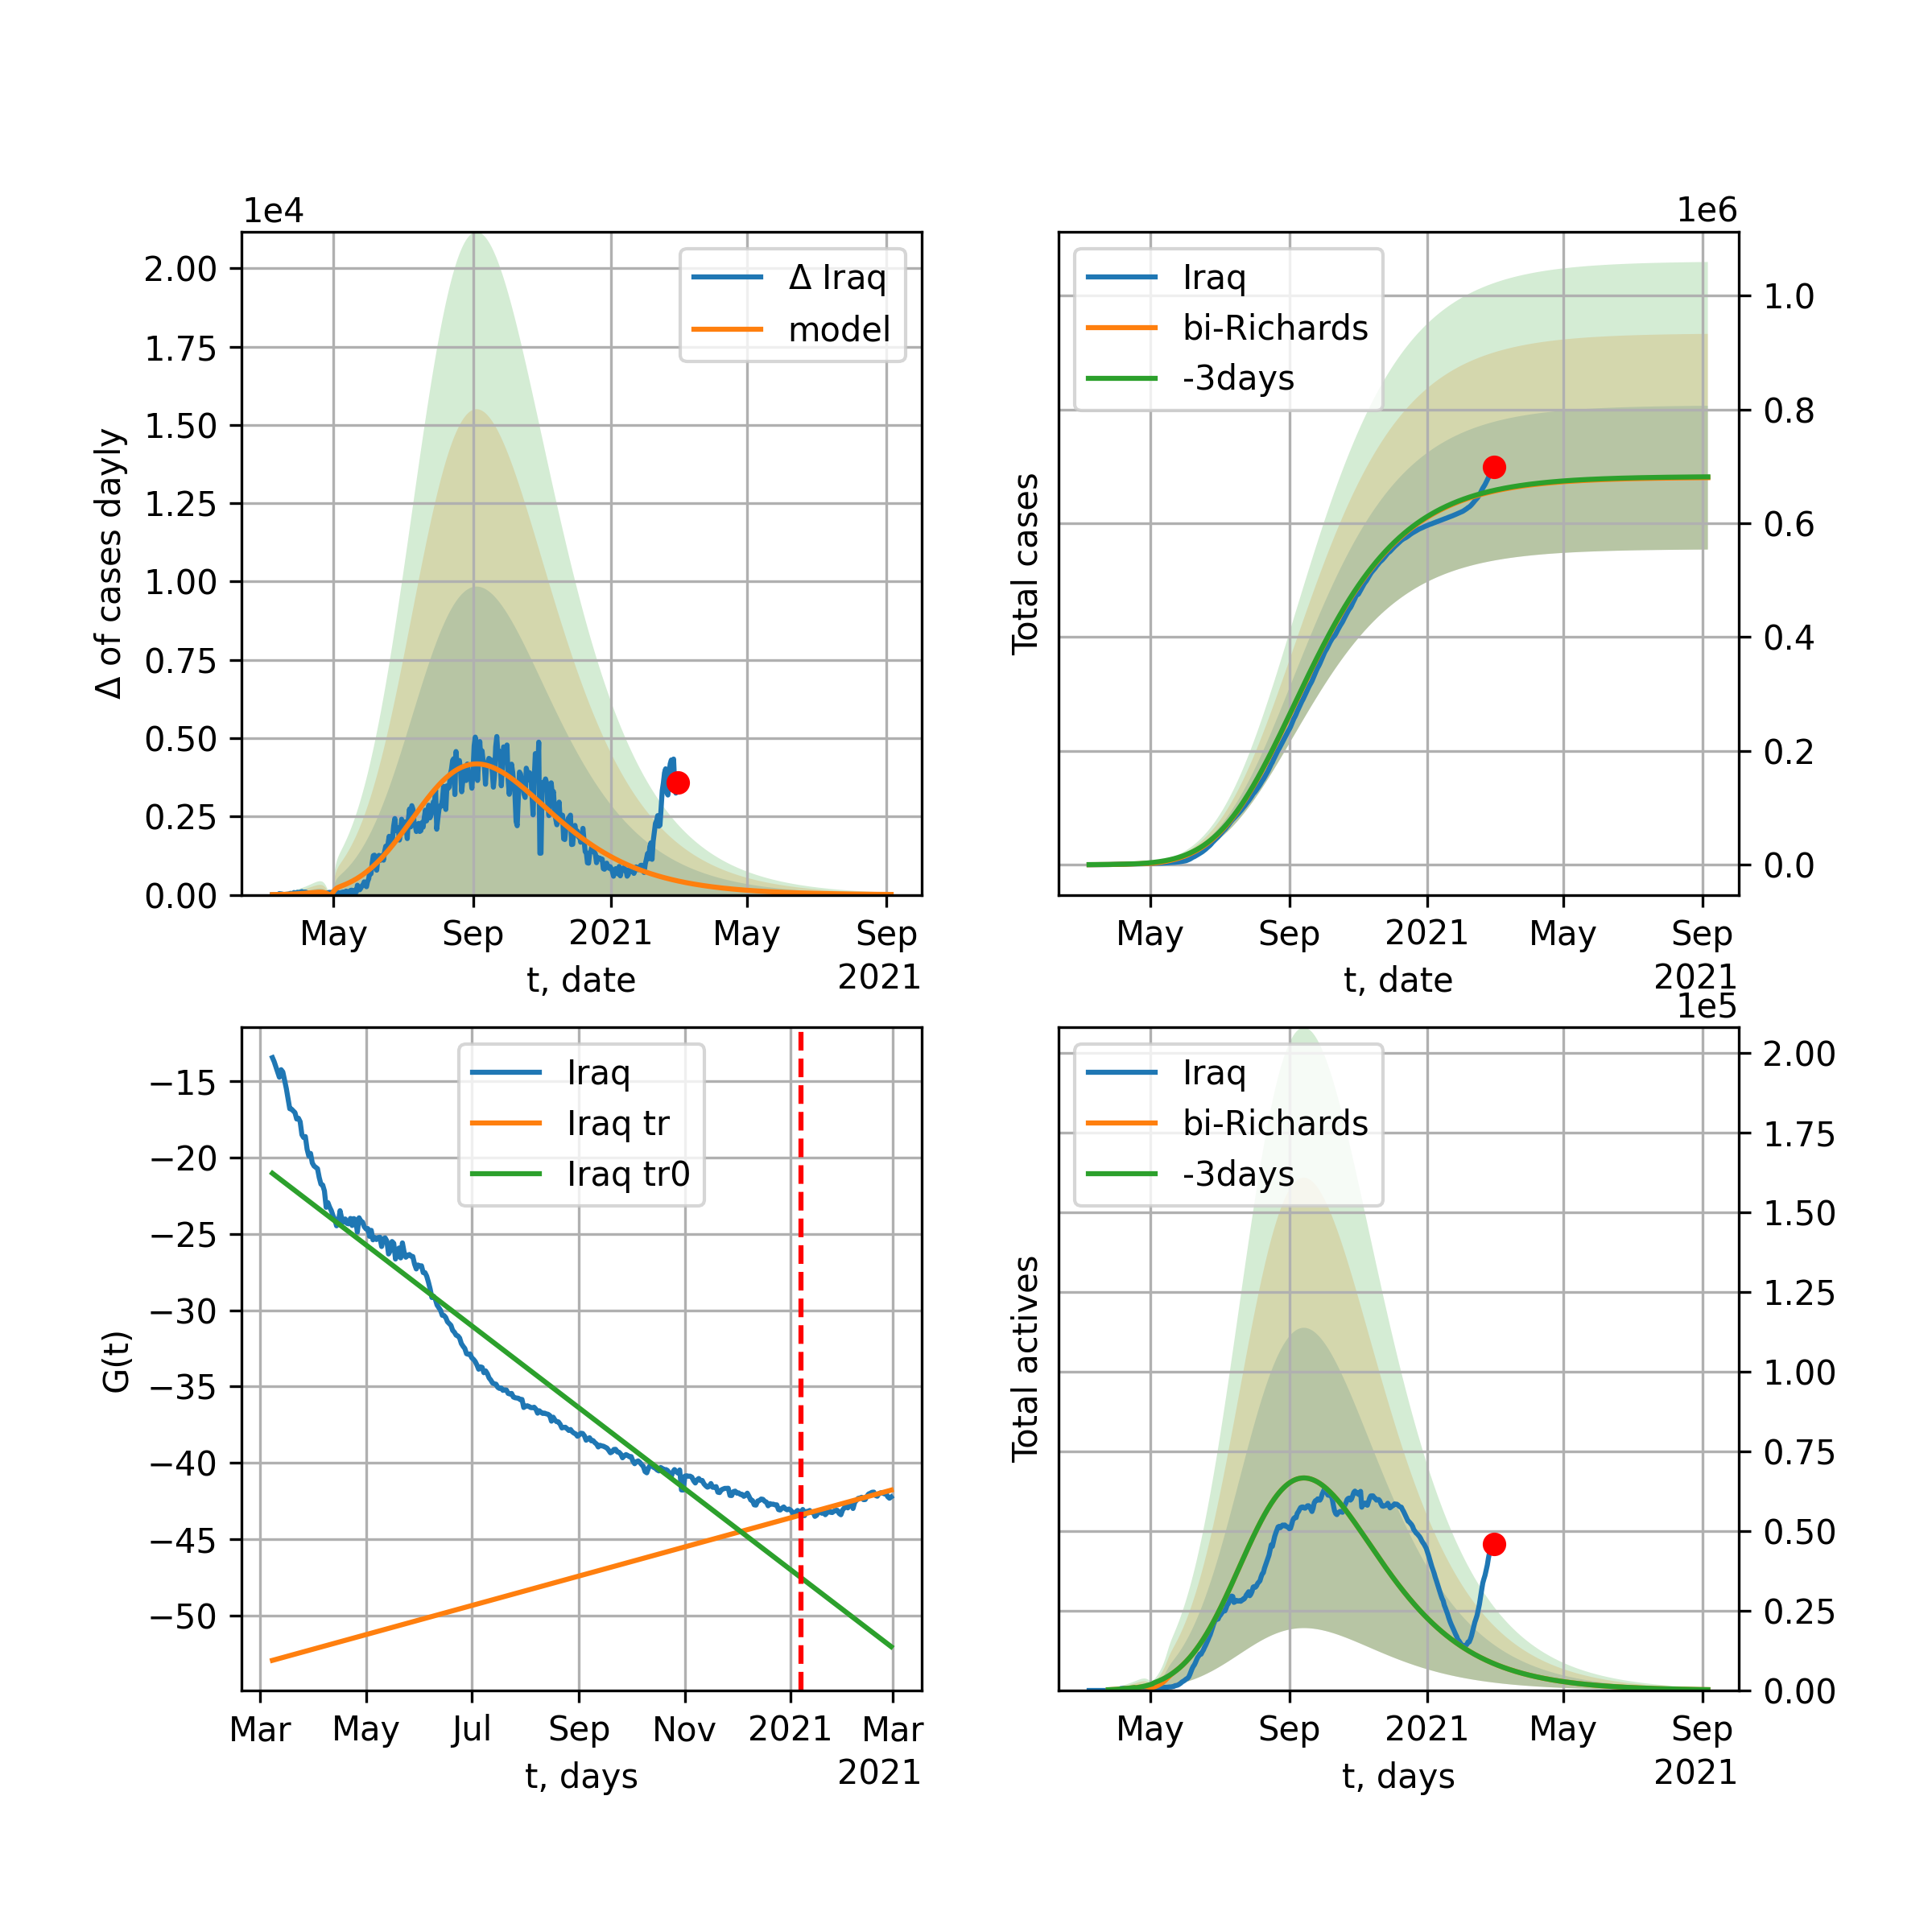 1e4
2.00
1.75
1.50
1.25
1.00
0.75
0.50
0.25
0.00
Δ of cases dayly
Δ Iraq
model
May Sep 2021 May Sep
t, date 2021
1e6
1.0
0.8
0.6
0.4
0.2
0.0
Total cases
Iraq
bi-Richards
-3days
May Sep 2021 May Sep
t, date 2021
−15
−20
−25
−30
−35
−40
−45
−50
G(t)
Iraq
Iraq tr
Iraq tr0
Mar May Jul Sep Nov 2021 Mar
t, days 2021
1e5
2.00
1.75
1.50
1.25
1.00
0.75
0.50
0.25
0.00
Total actives
Iraq
bi-Richards
-3days
May Sep 2021 May Sep
t, days 2021